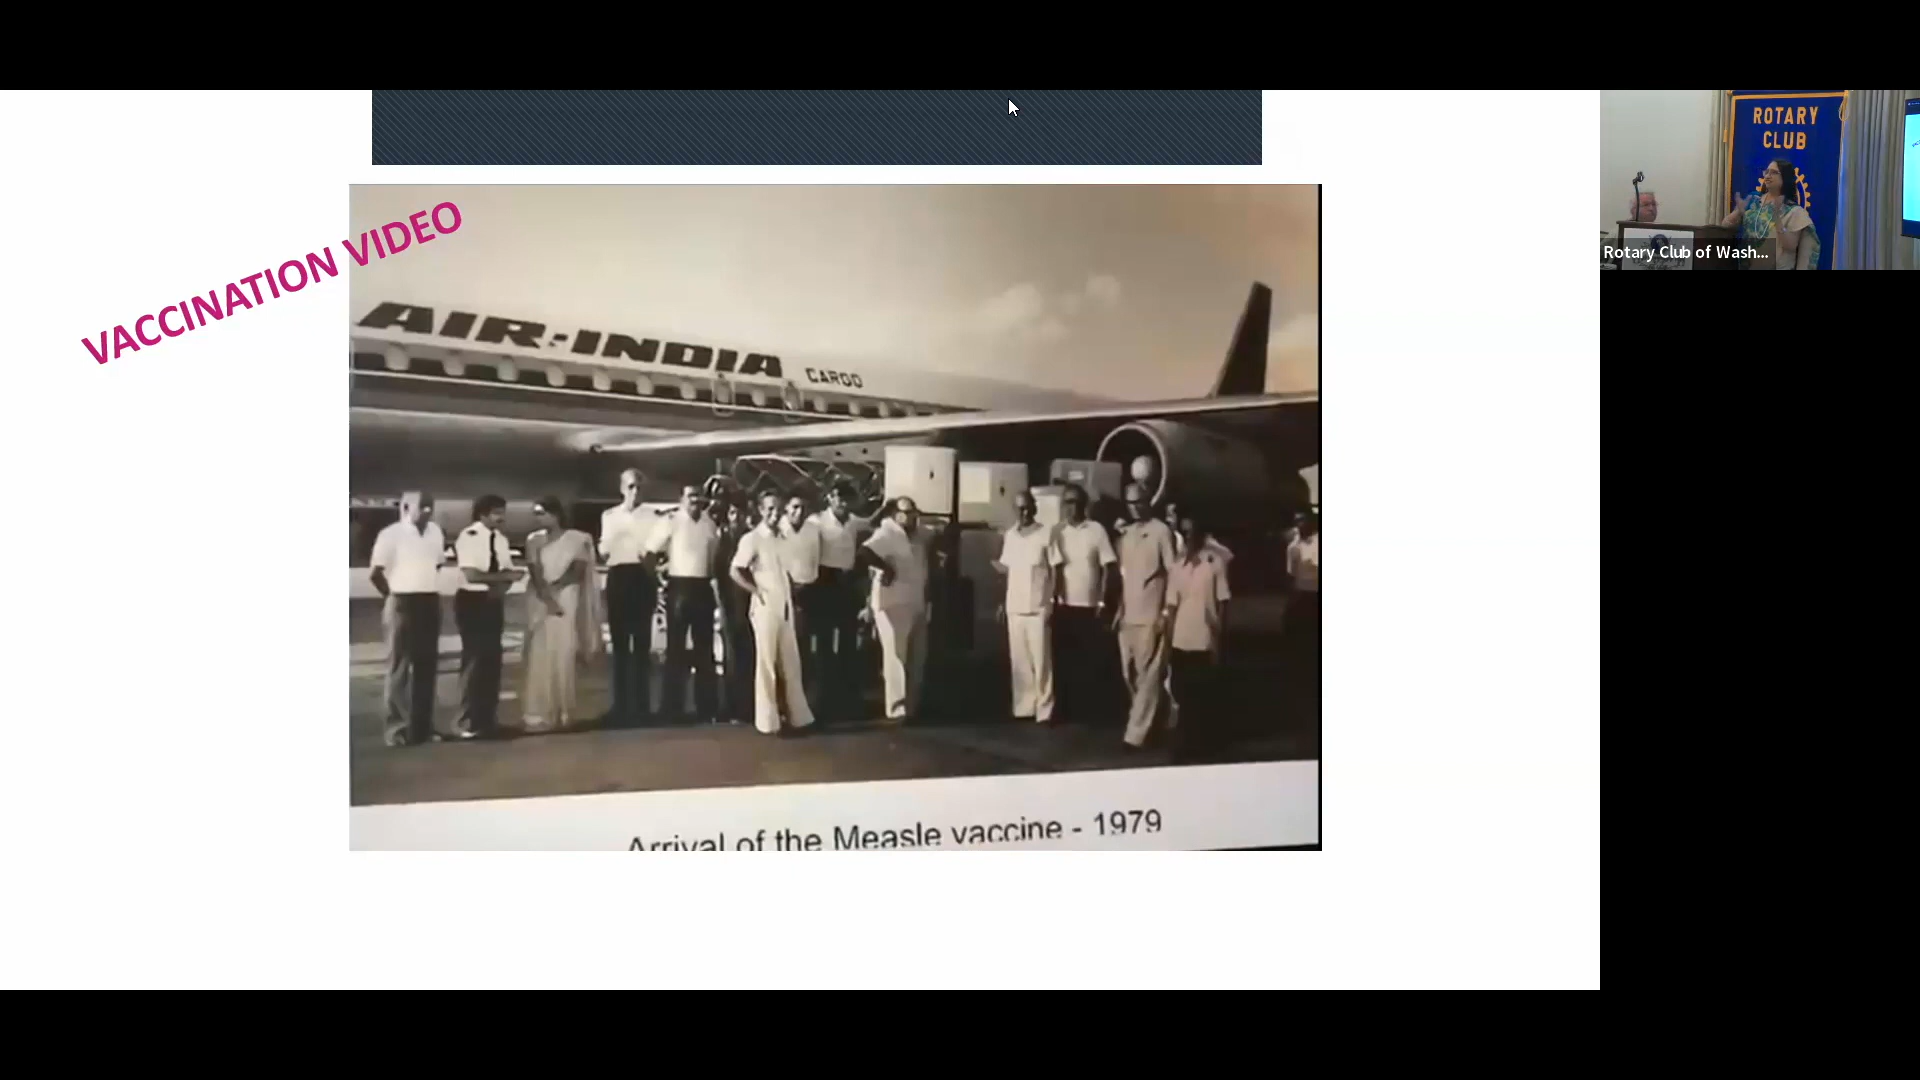 VACCINATION VIDEO
AIR-INDIA
CARGO
Arrival of the Measle vaccine - 1979
ROTARY
CLUB
Rotary Club of Wash...